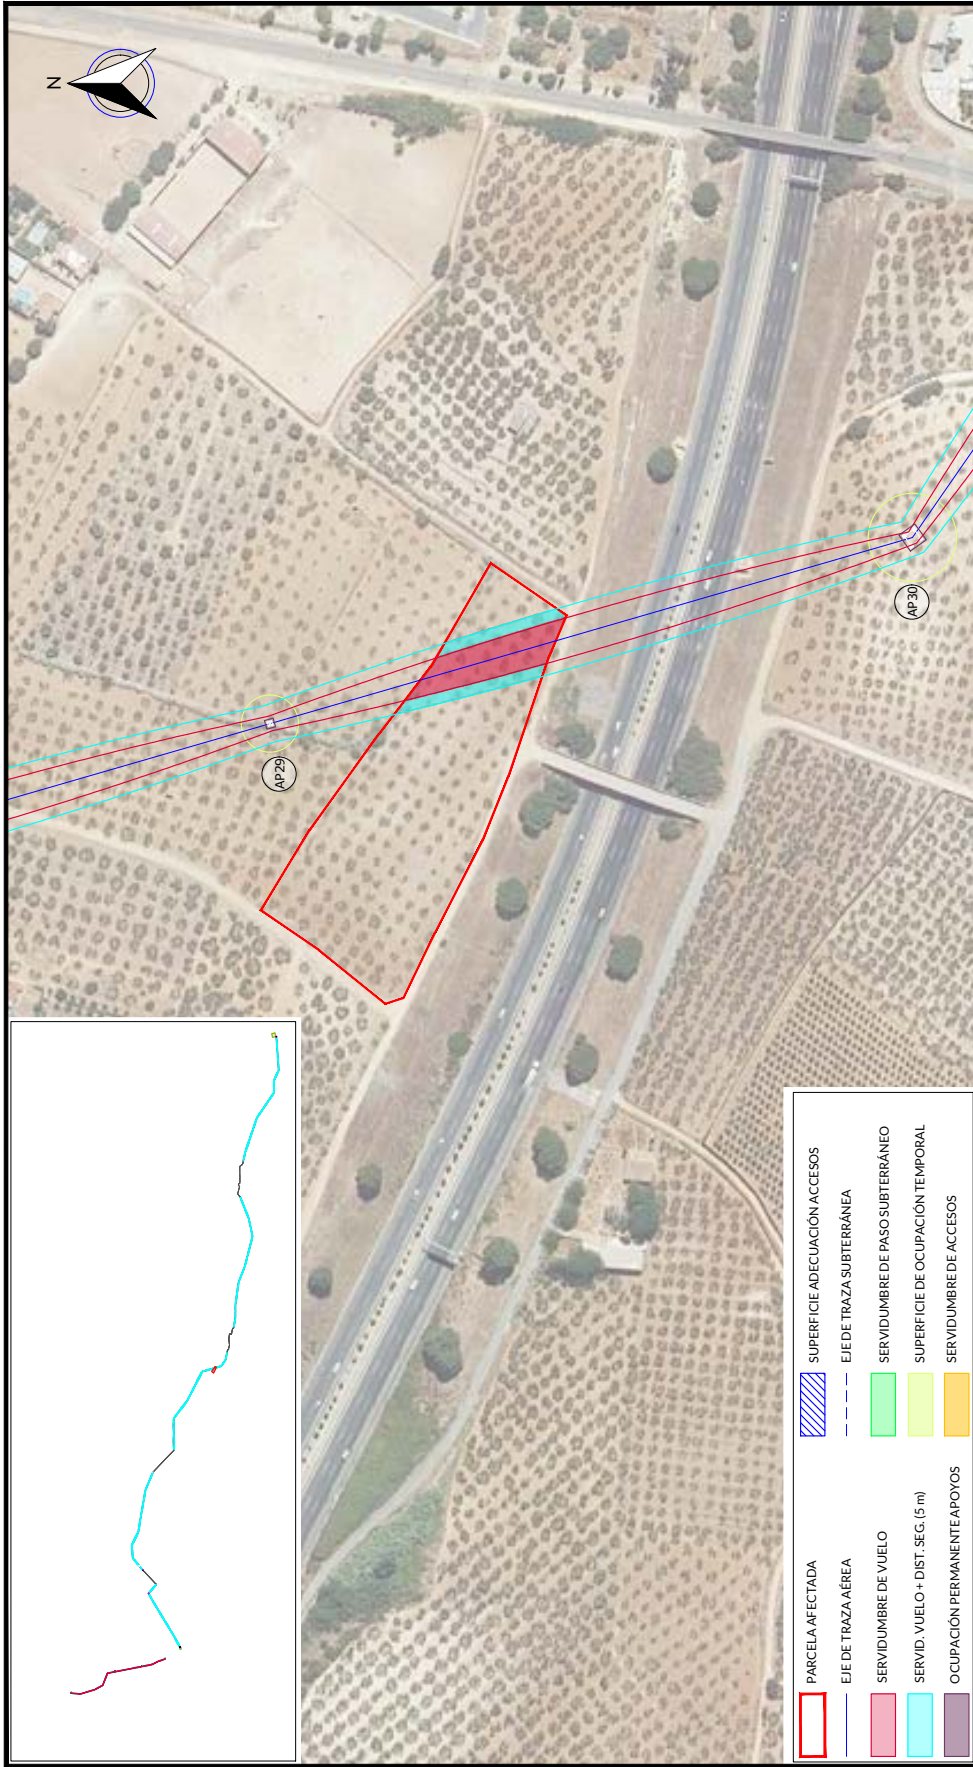 N
AP29
AP30
PARCELA AFECTADA
EJE DE TRAZA AÉREA
SERVIDUMBRE DE VUELO
SERVID. VUELO + DIST. SEG. (5 m)
OCUPACIÓN PERMANENTE APOYOS
SUPERFICIE ADECUACIÓN ACCESOS
EJE DE TRAZA SUBTERRÁNEA
SERVIDUMBRE DE PASO SUBTERRÁNEO
SUPERFICIE DE OCUPACIÓN TEMPORAL
SERVIDUMBRE DE ACCESOS